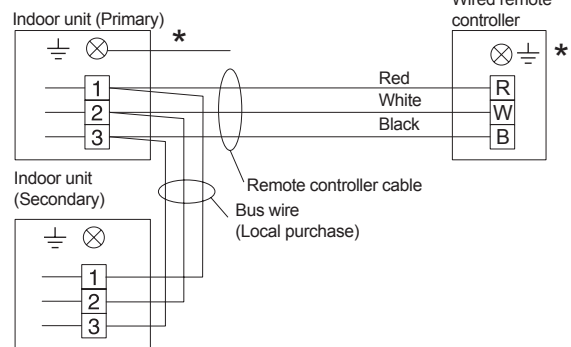 Wired remote
controller
Indoor unit (Primary)
*
*
1
2
3
Red
White
Black
R
W
B
Remote controller cable
Bus wire
(Local purchase)
Indoor unit
(Secondary)
1
2
3